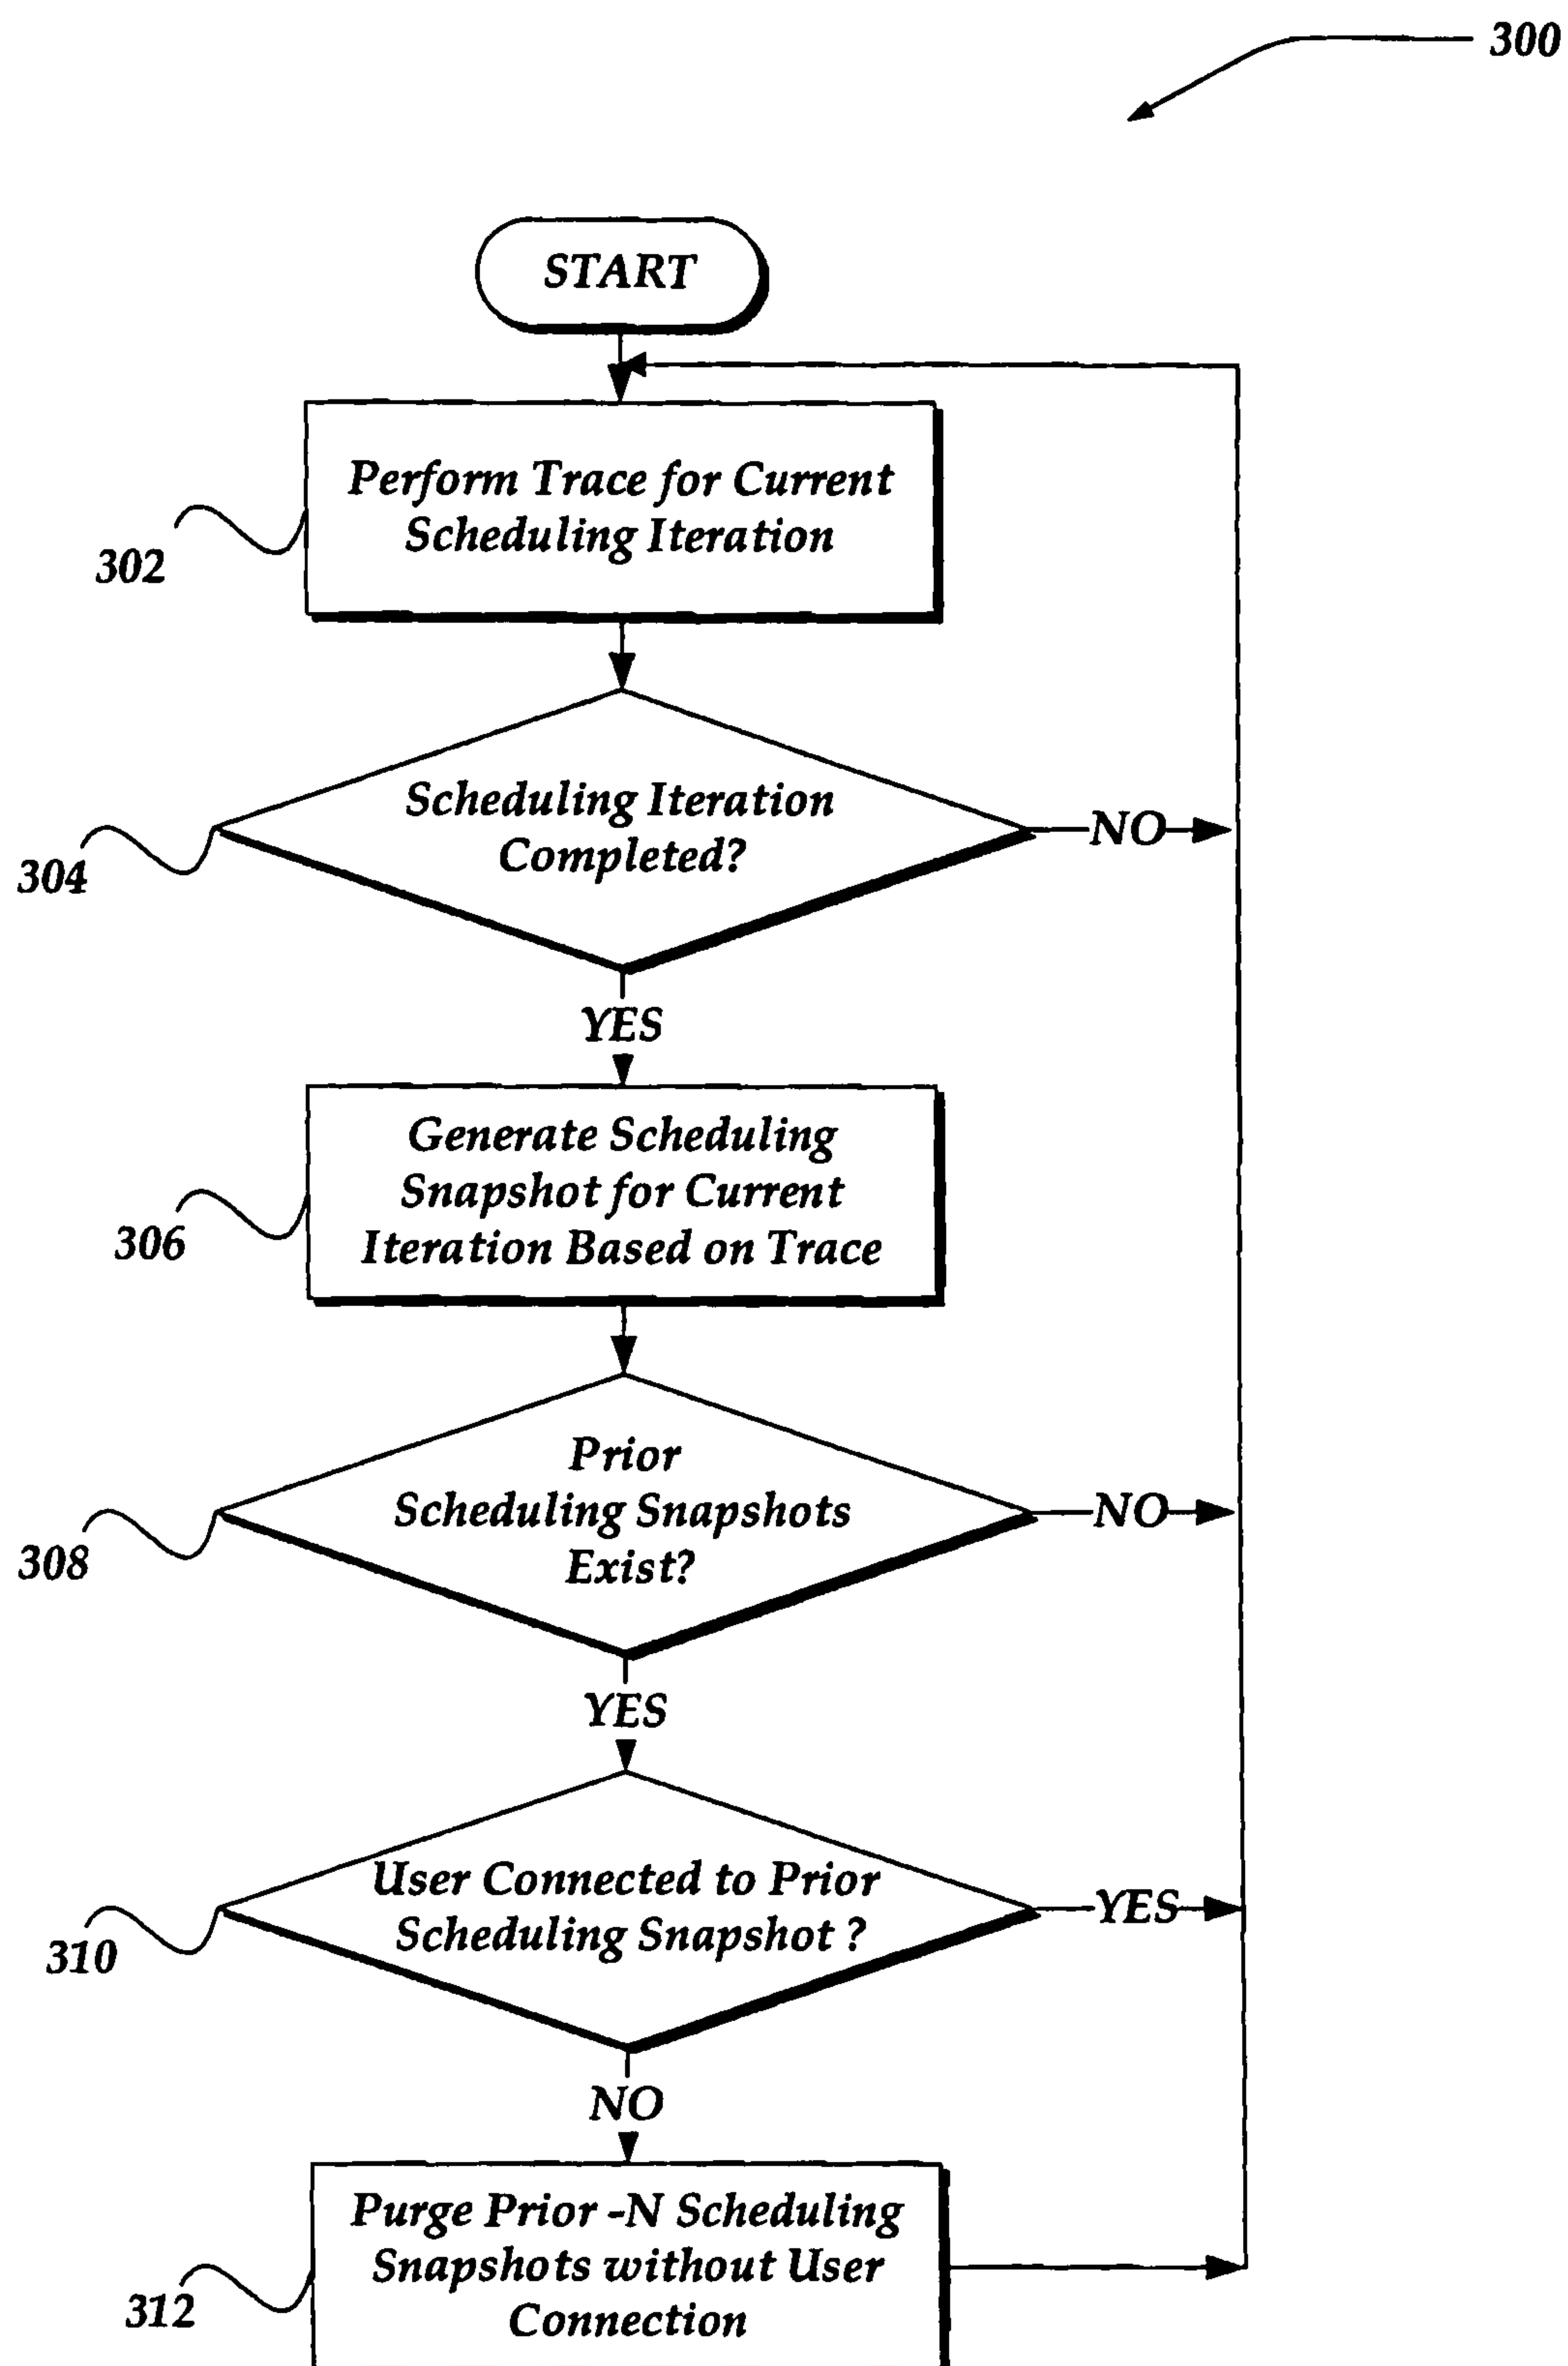 300
START
Perform Trace for Current
Scheduling Iteration
302
Scheduling Iteration
Completed?
NO
304
YES
Generate Scheduling
Snapshot for Current
Iteration Based on Trace
306
Prior
Scheduling Snapshots
Exist?
NO
308
YES
User Connected to Prior
Scheduling Snapshot ?
YES
310
NO
Purge Prior -N Scheduling
Snapshots without User
Connection
312